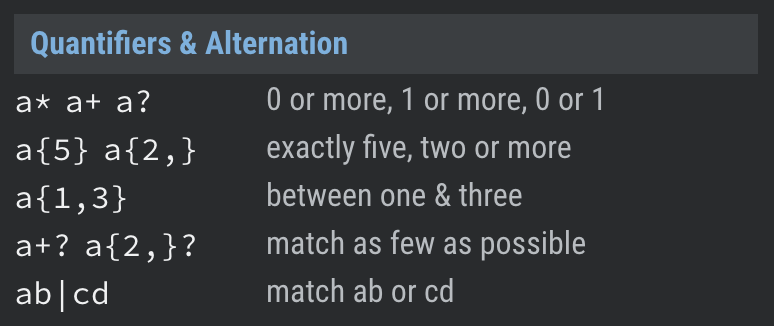 Quantifiers & Alternation
a* a+ a? 0 or more, 1 or more, 0 or 1
a{5} a{2,} exactly five, two or more
a{1,3} between one & three
a+? a{2,}? match as few as possible
ab|cd match ab or cd